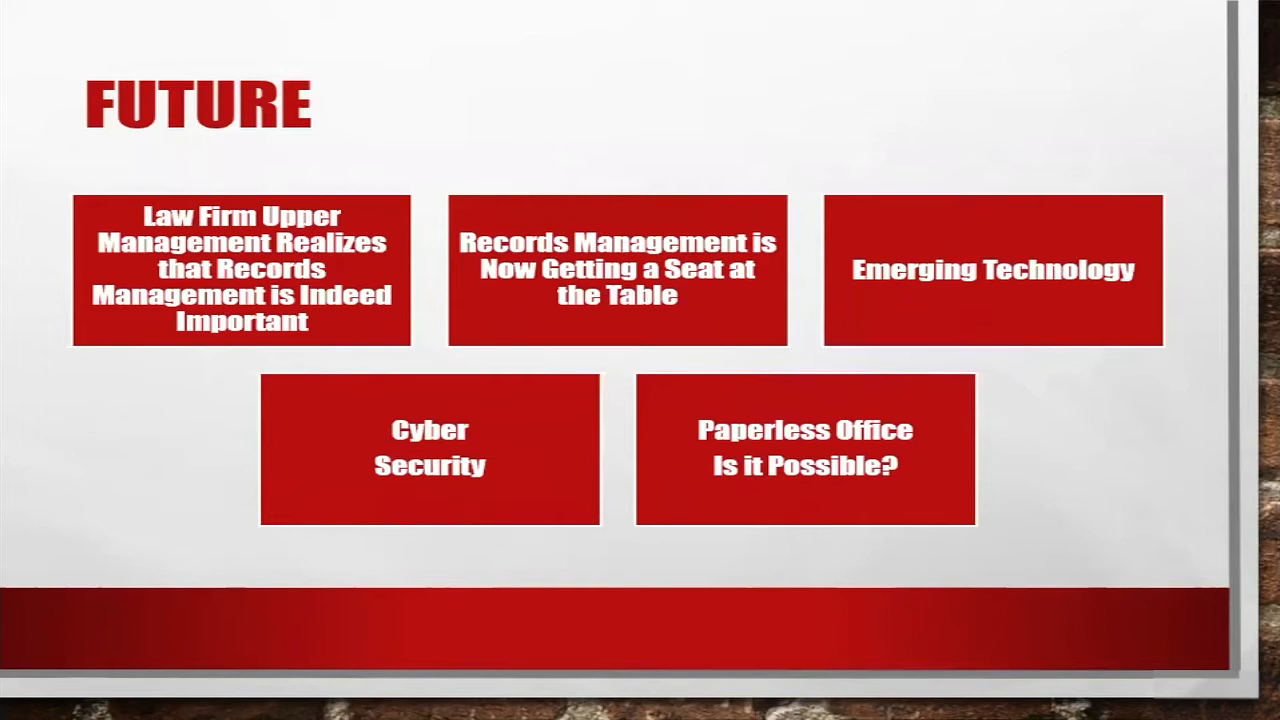 FUTURE
Law Firm Upper
Management Realizes
that Records
Management is Indeed
Important
Records Management is
Now Getting a Seat at
the Table
Emerging Technology
Cyber
Security
Paperless Office
Is it Possible?